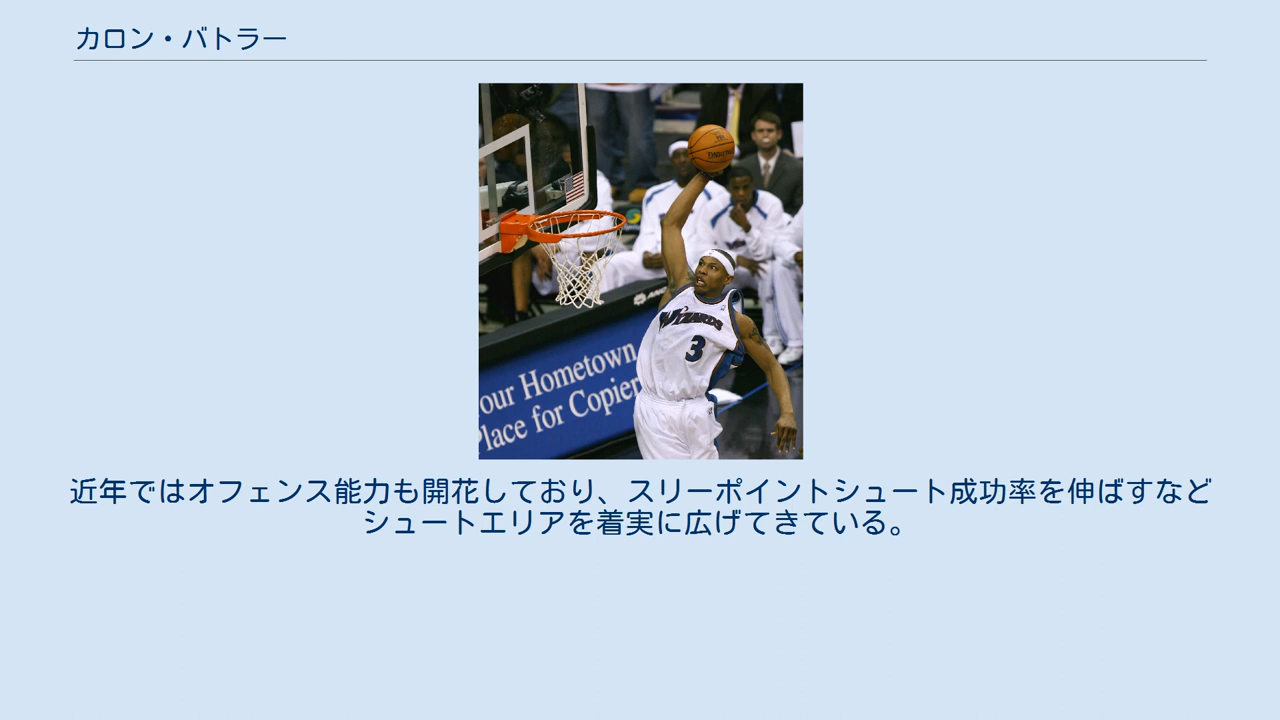 カロン・バトラー
WIZARDS
3
our Hometown
Place for Copier
近年ではオフェンス能力も開花しており、スリーポイントシュート成功率を伸ばすなど
シュートエリアを着実に広げてきている。